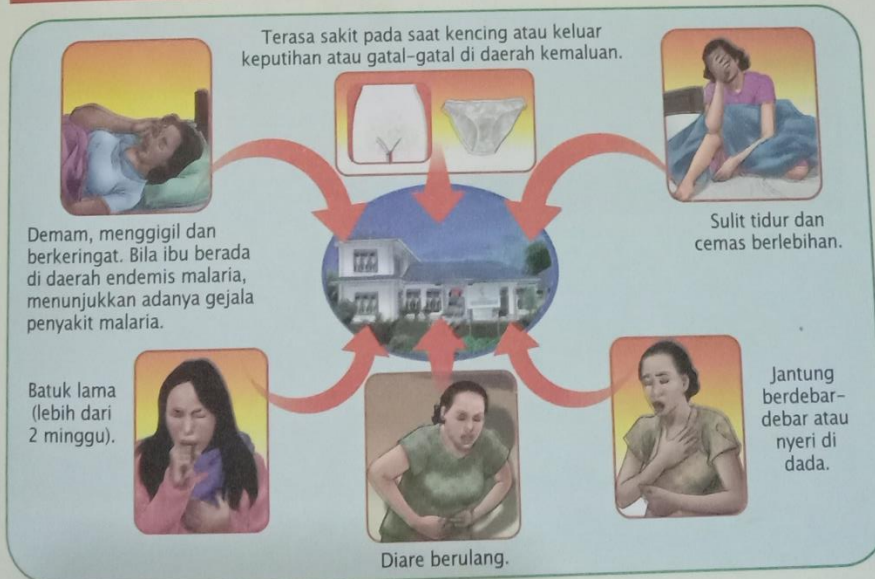 Terasa sakit pada saat kencing atau keluar
keputihan atau gatal-gatal di daerah kemaluan.
Demam, menggigil dan
berkeringat. Bila ibu berada
di daerah endemis malaria,
menunjukkan adanya gejala
penyakit malaria.
Sulit tidur dan
cemas berlebihan.
Batuk lama
(lebih dari
2 minggu).
Diare berulang.
Jantung
berdebar-
debar atau
nyeri di
dada.